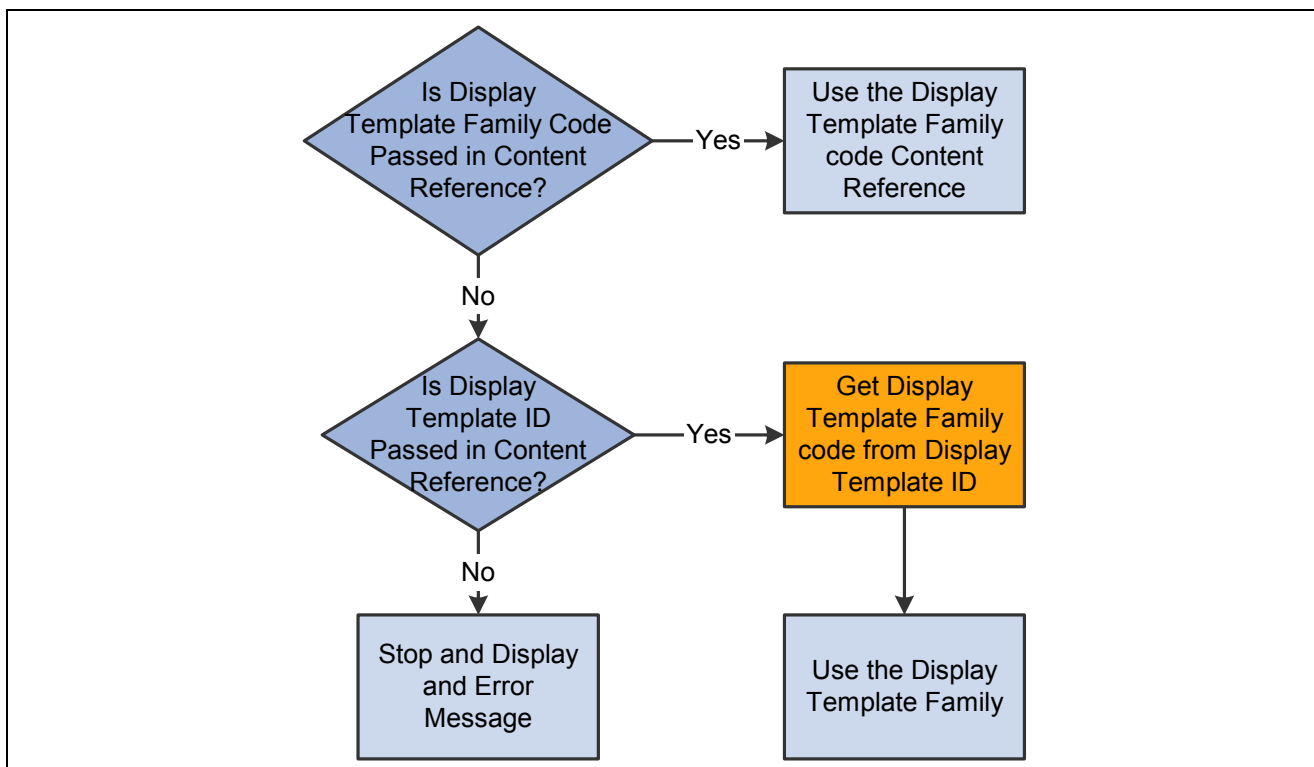 Is Display
Template Family Code
Passed in Content
Reference?
Yes
Use the Display
Template Family
code Content
Reference
No
Is Display
Template ID
Passed in Content
Reference?
Yes
Get Display
Template Family
code from Display
Template ID
No
Stop and Display
and Error
Message
Use the Display
Template Family